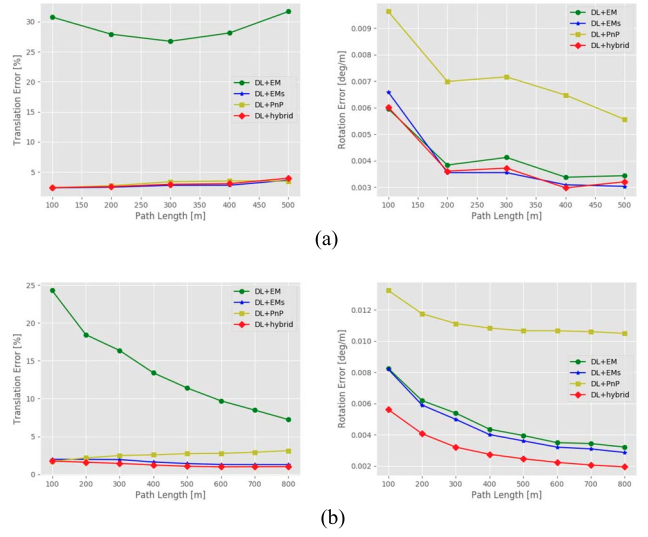 Translation Error [%]
30
25
20
15
10
5
DL+EM
DL+EMs
DL+PnP
DL+hybrid
100 150 200 250 300 350 400 450 500
Path Length [m]
Rotation Error [deg/m]
0.009
0.008
0.007
0.006
0.005
0.004
0.003
DL+EM
DL+EMs
DL+PnP
DL+hybrid
100 150 200 250 300 350 400 450 500
Path Length [m]
(a)
Translation Error [%]
25
20
15
10
5
0
DL+EM
DL+EMs
DL+PnP
DL+hybrid
100 200 300 400 500 600 700 800
Path Length [m]
Rotation Error [deg/m]
0.012
0.010
0.008
0.006
0.004
0.002
DL+EM
DL+EMs
DL+PnP
DL+hybrid
100 200 300 400 500 600 700 800
Path Length [m]
(b)